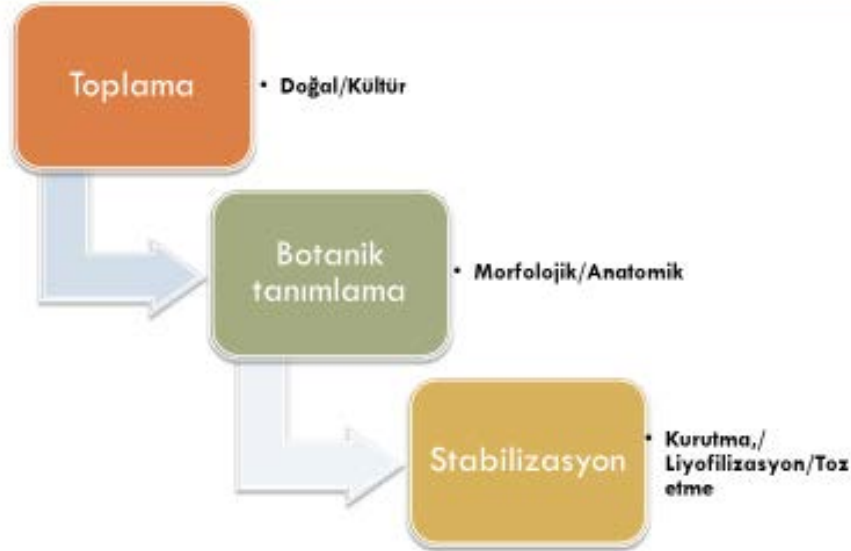 Toplama
• Doğal/Kültür
Botanik
tanımlama
• Morfolojik/Anatomik
Stabilizasyon
• Kurutma,/
Liyofilizasyon/Toz
etme